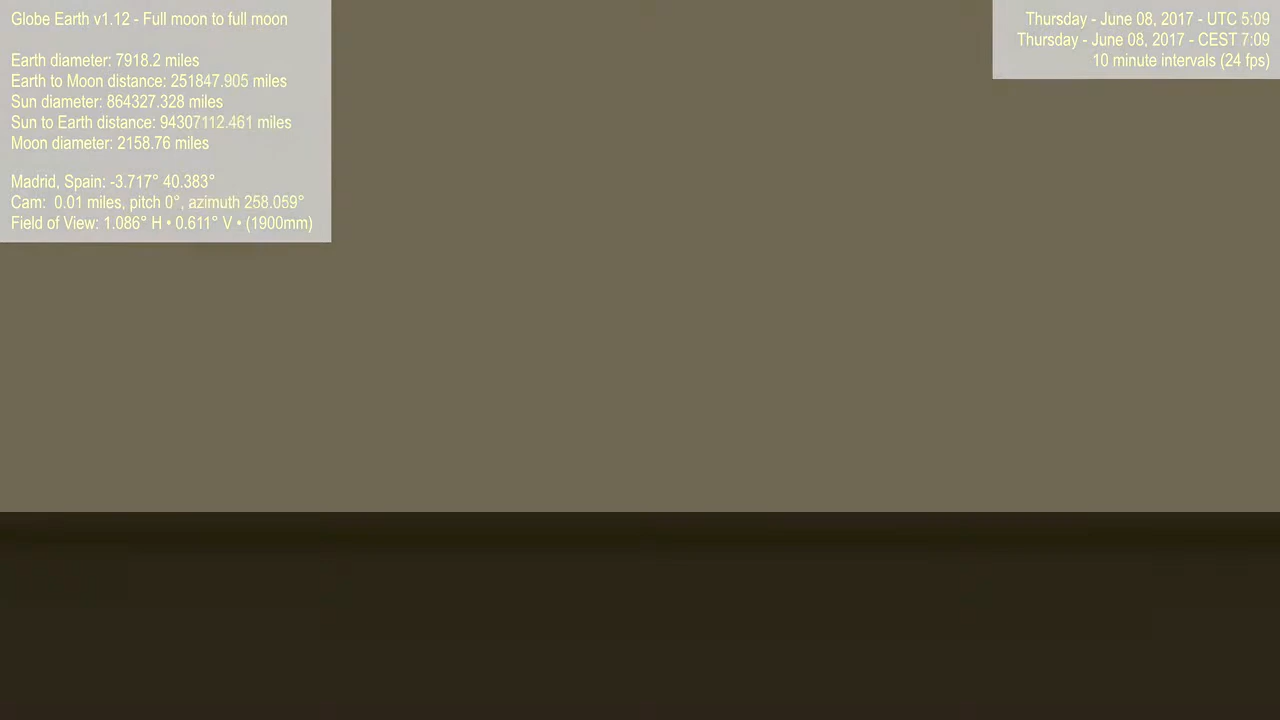 Globe Earth v1.12 - Full moon to full moon
Earth diameter: 7918.2 miles
Earth to Moon distance: 251847.905 miles
Sun diameter: 864327.328 miles
Sun to Earth distance: 94307112.461 miles
Moon diameter: 2158.76 miles
Madrid, Spain: -3.717° 40.383°
Cam:  0.01 miles, pitch 0°, azimuth 258.059°
Field of View: 1.086° H • 0.611° V • (1900mm)
Thursday - June 08, 2017 - UTC 5:09
Thursday - June 08, 2017 - CEST 7:09
10 minute intervals (24 fps)